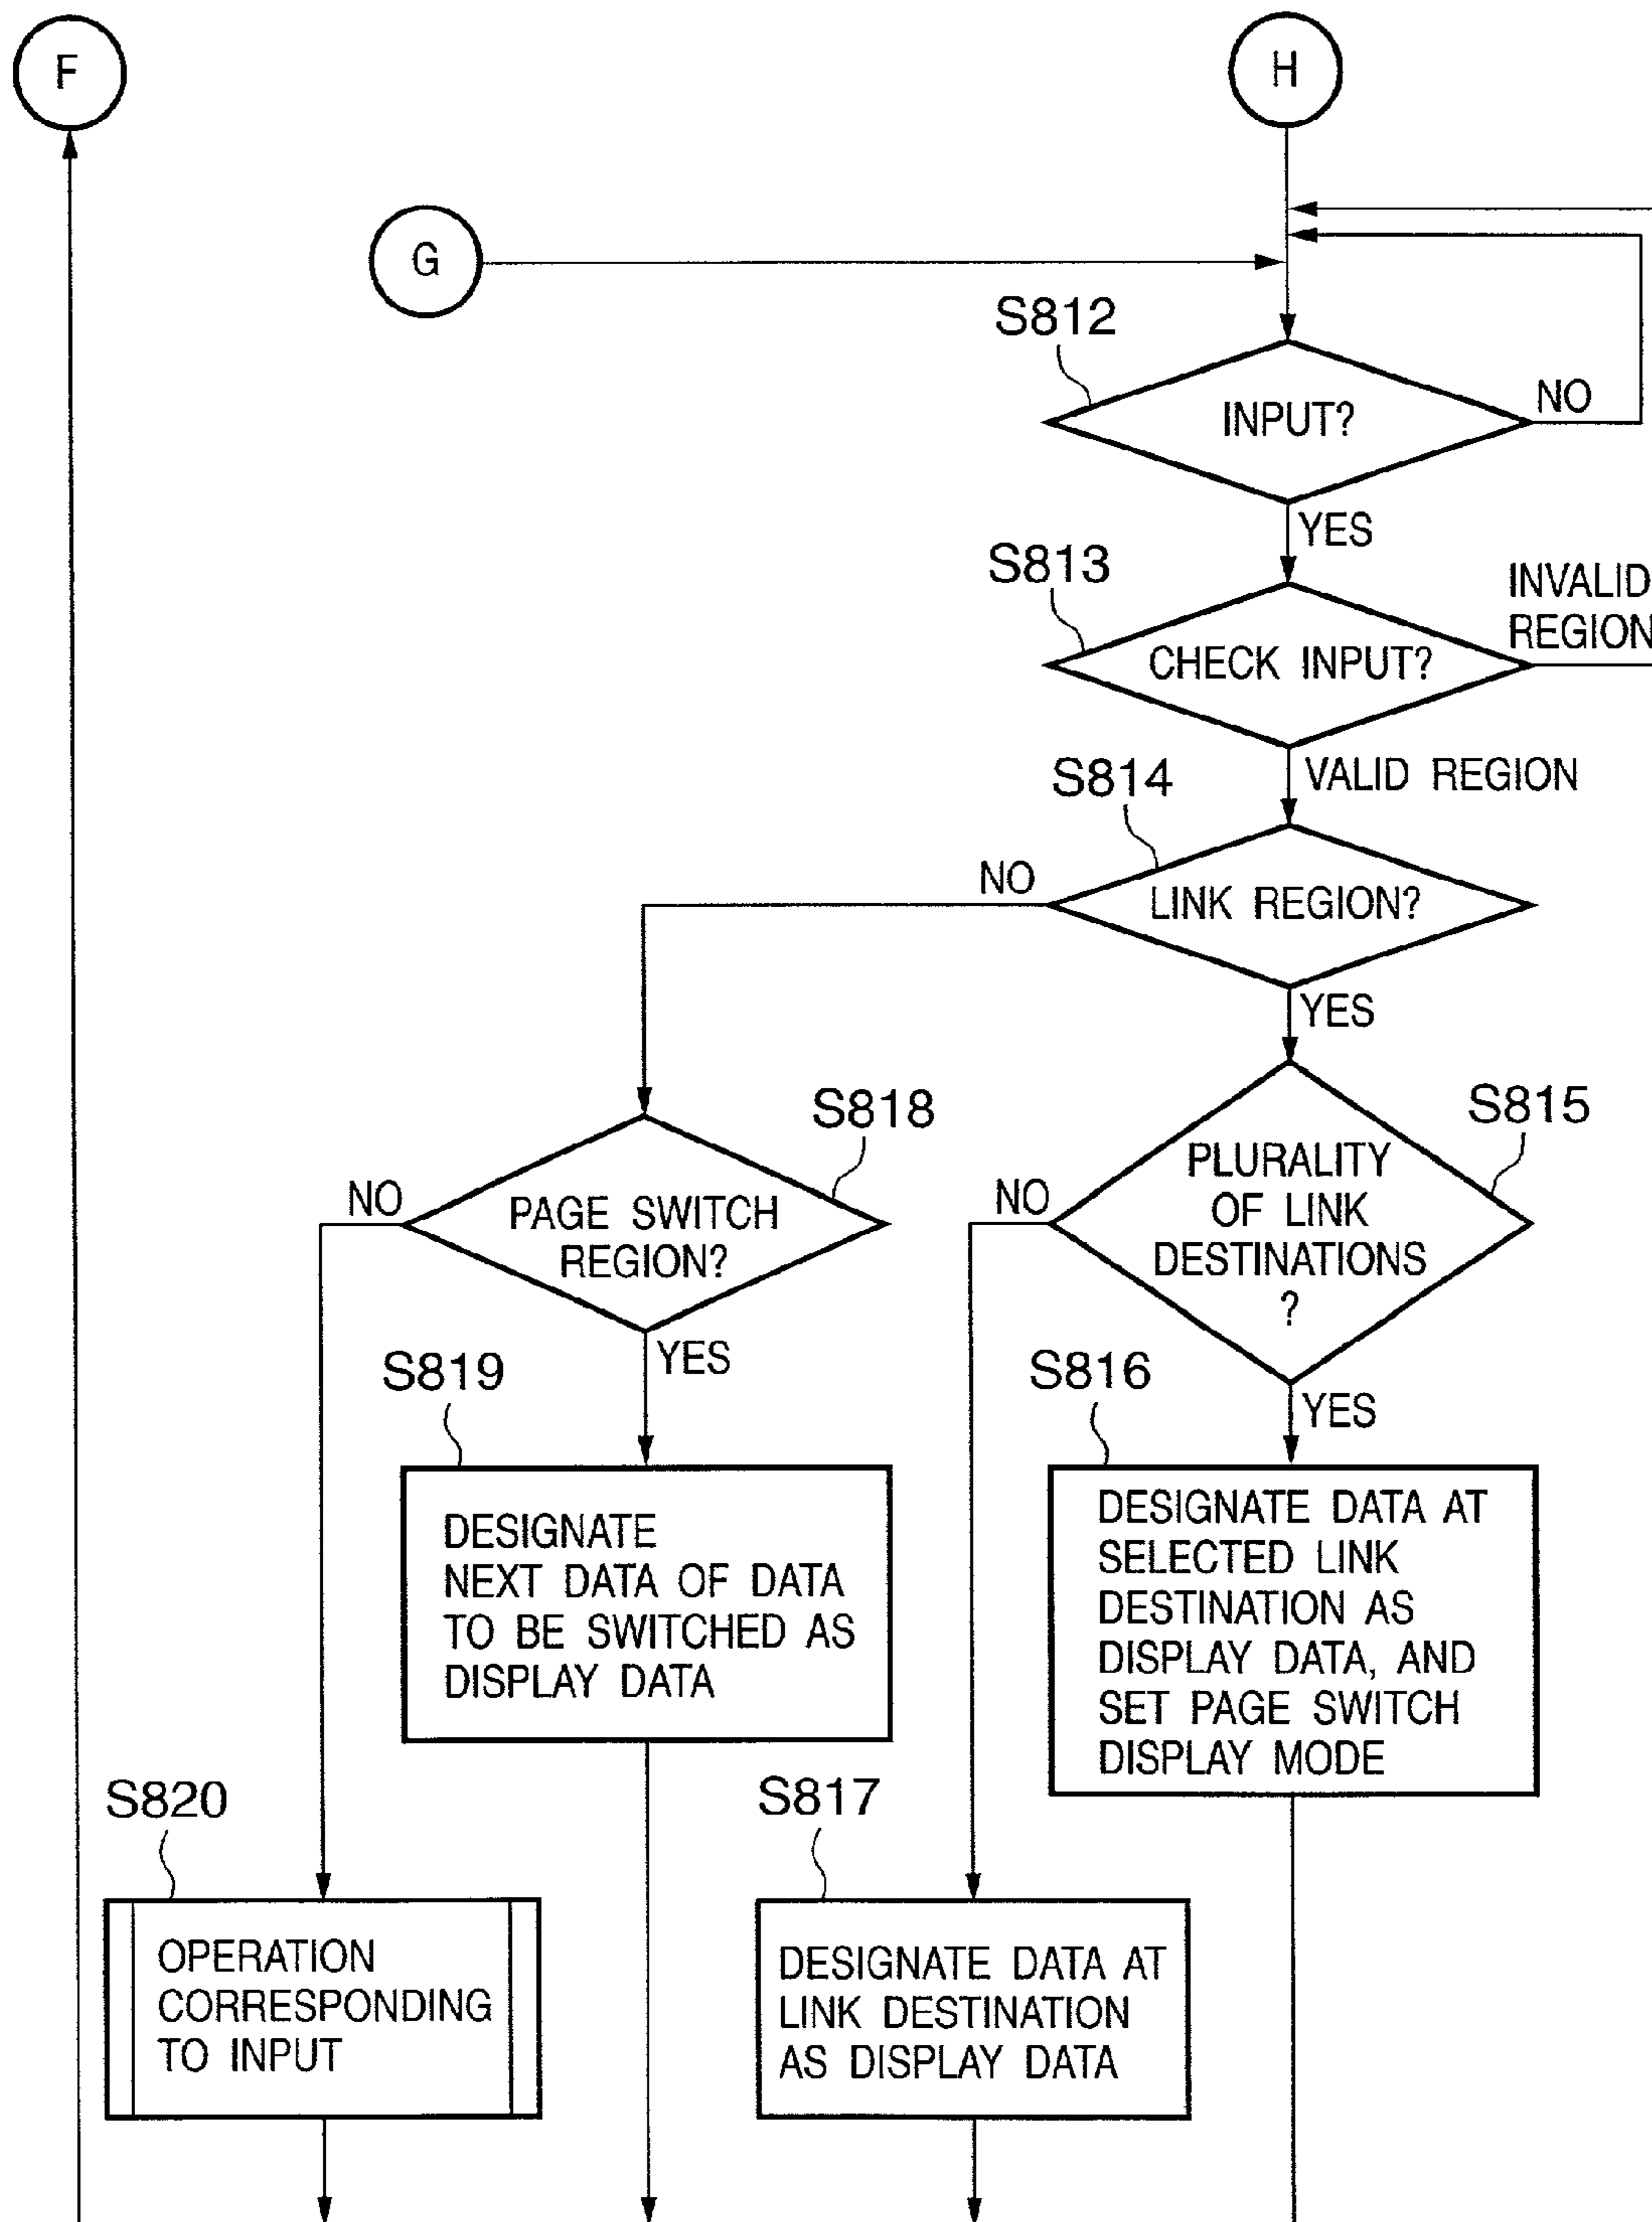 F
H
G
S812
INPUT?
NO
YES
S813
CHECK INPUT?
INVALID
REGION
VALID REGION
S814
LINK REGION?
NO
YES
S818
PAGE SWITCH
REGION?
NO
YES
S815
PLURALITY
OF LINK
DESTINATIONS
?
NO
YES
S819
DESIGNATE
NEXT DATA OF DATA
TO BE SWITCHED AS
DISPLAY DATA
S816
DESIGNATE DATA AT
SELECTED LINK
DESTINATION AS
DISPLAY DATA, AND
SET PAGE SWITCH
DISPLAY MODE
S820
OPERATION
CORRESPONDING
TO INPUT
S817
DESIGNATE DATA AT
LINK DESTINATION
AS DISPLAY DATA